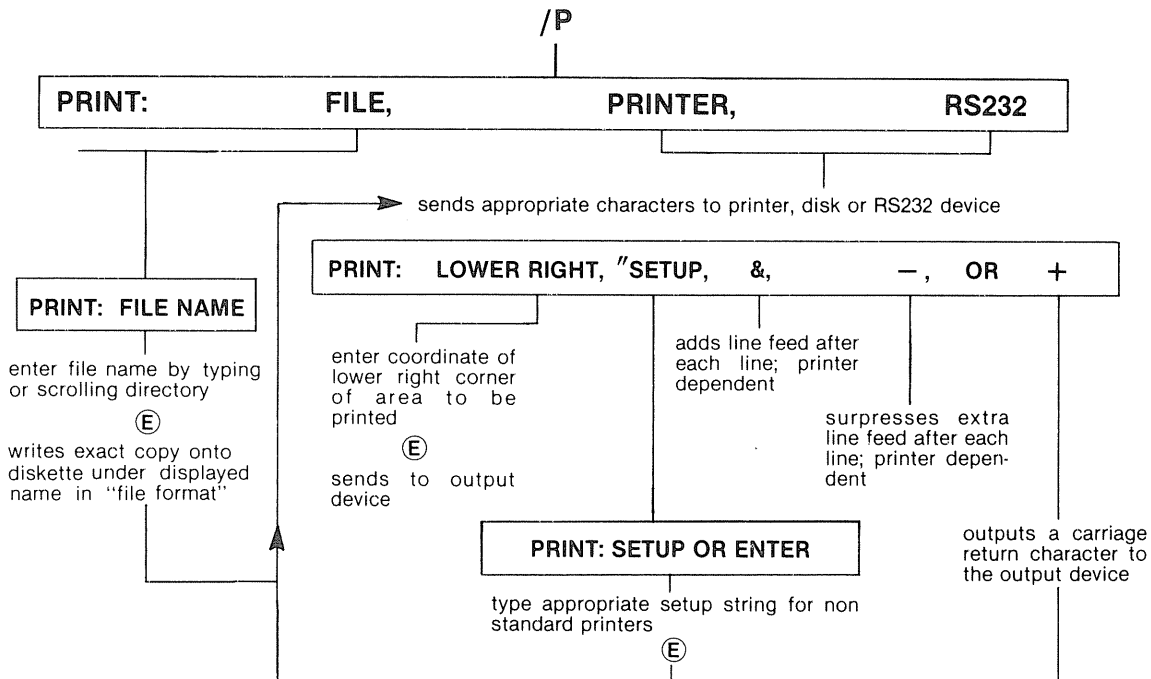 /P
PRINT: FILE, PRINTER, RS232
sends appropriate characters to printer, disk or RS232 device
PRINT: LOWER RIGHT, "SETUP, &, −, OR +
PRINT: FILE NAME
enter file name by typing
or scrolling directory
E
writes exact copy onto
diskette under displayed
name in "file format"
enter coordinate of
lower right corner
of area to be
printed
E
sends to output
device
adds line feed after
each line; printer
dependent
surpresses extra
line feed after each
line; printer depen-
dent
outputs a carriage
return character to
the output device
PRINT: SETUP OR ENTER
type appropriate setup string for non
standard printers
E